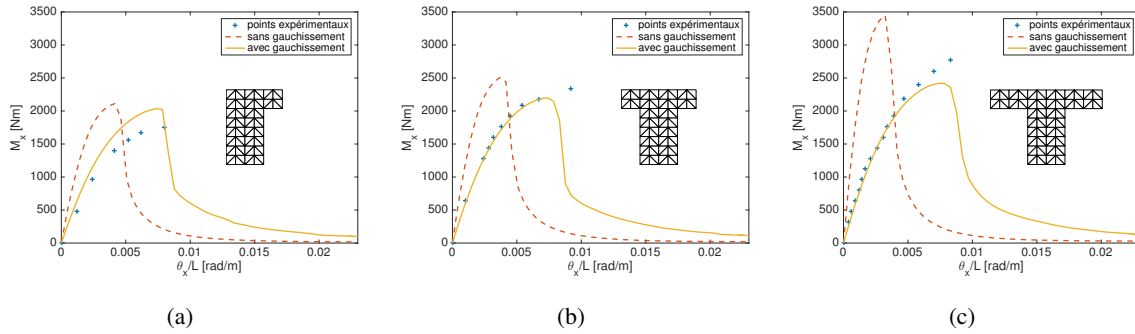 3500
3000
2500
2000
1500
1000
500
0
M_x [Nm]
0 0.005 0.01 0.015 0.02
θ_x/L [rad/m]
points expérimentaux
sans gauchissement
avec gauchissement
(a)
3500
3000
2500
2000
1500
1000
500
0
M_x [Nm]
0 0.005 0.01 0.015 0.02
θ_x/L [rad/m]
points expérimentaux
sans gauchissement
avec gauchissement
(b)
3500
3000
2500
2000
1500
1000
500
0
M_x [Nm]
0 0.005 0.01 0.015 0.02
θ_x/L [rad/m]
points expérimentaux
sans gauchissement
avec gauchissement
(c)